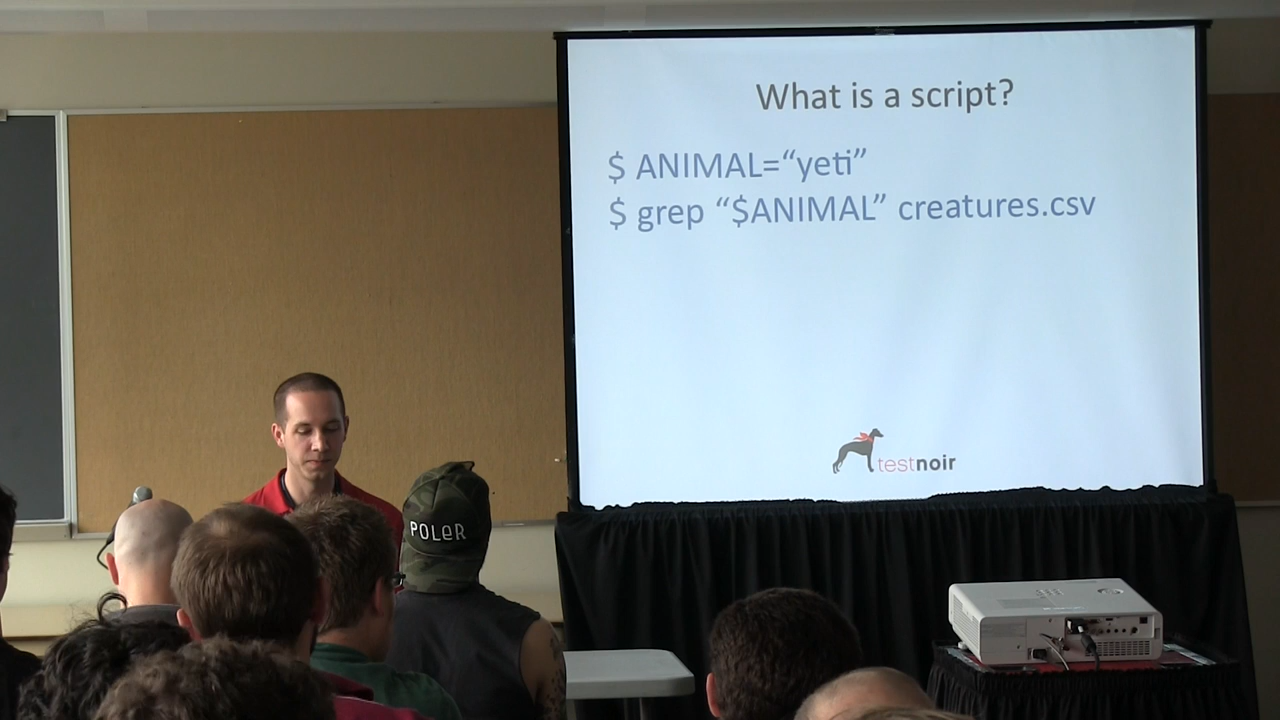 What is a script?
$ ANIMAL=“yeti”
$ grep “$ANIMAL” creatures.csv
testnoir
POLeR